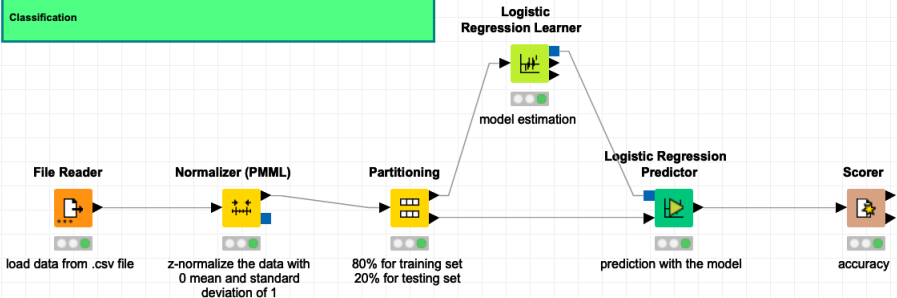 Classification
Logistic
Regression Learner
model estimation
File Reader
load data from .csv file
Normalizer (PMML)
z-normalize the data with
0 mean and standard
deviation of 1
Partitioning
80% for training set
20% for testing set
Logistic Regression
Predictor
prediction with the model
Scorer
accuracy